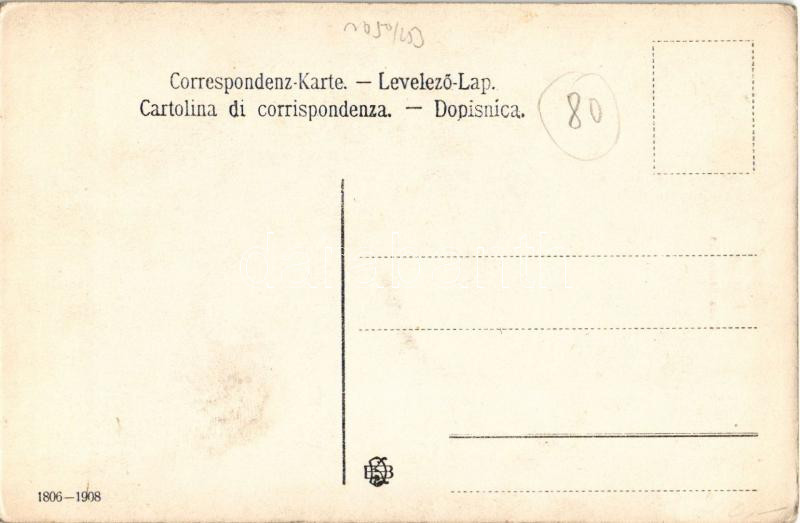 Correspondenz-Karte. — Levelező-Lap.
Cartolina di corrispondenza. — Dopisnica.
80
1806—1908